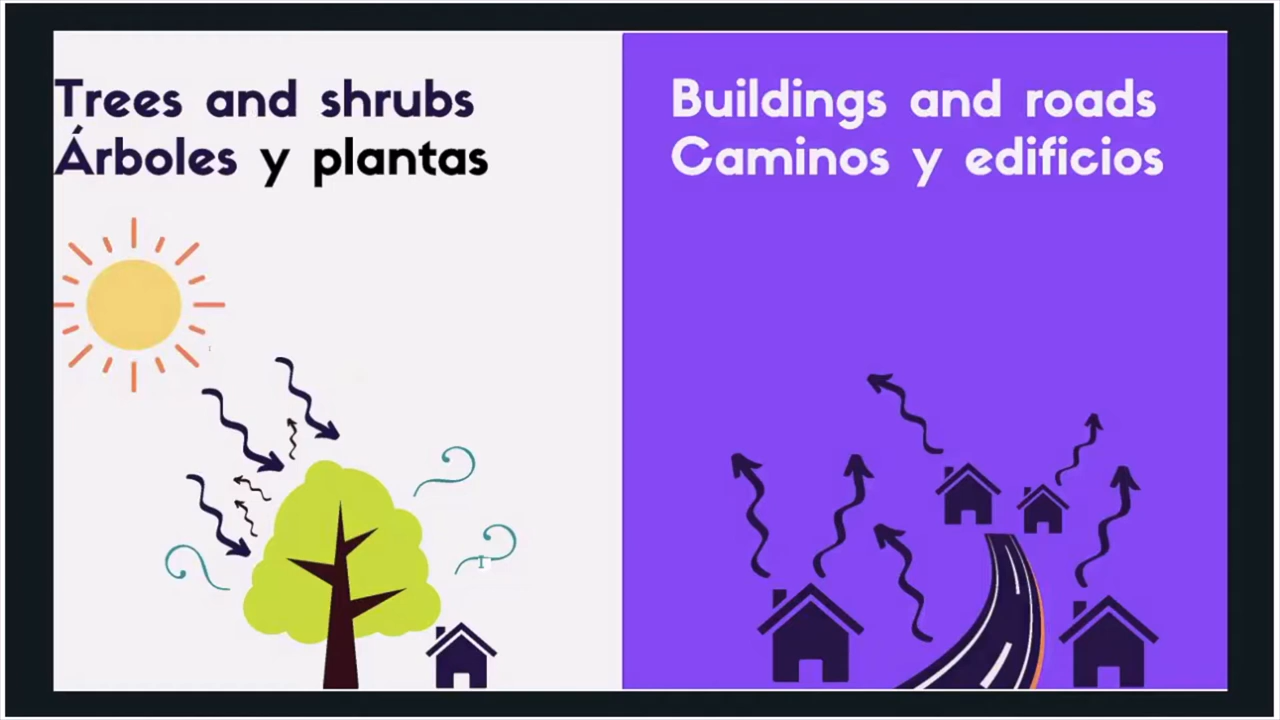 Trees and shrubs
Árboles y plantas
Buildings and roads
Caminos y edificios